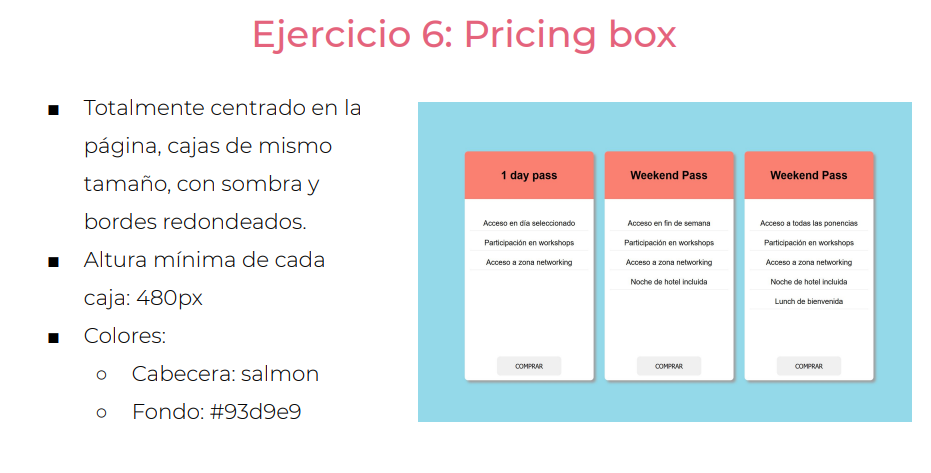 Ejercicio 6: Pricing box
■ Totalmente centrado en la
página, cajas de mismo
tamaño, con sombra y
bordes redondeados.
■ Altura mínima de cada
caja: 480px
■ Colores:
○ Cabecera: salmon
○ Fondo: #93d9e9
1 day pass
Acceso en día seleccionado
Participación en workshops
Acceso a zona networking
COMPRAR
Weekend Pass
Acceso en fin de semana
Participación en workshops
Acceso a zona networking
Noche de hotel incluida
COMPRAR
Weekend Pass
Acceso a todas las ponencias
Participación en workshops
Acceso a zona networking
Noche de hotel incluida
Lunch de bienvenida
COMPRAR